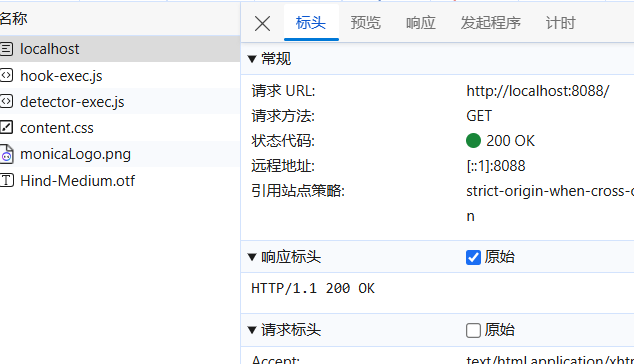 名称
localhost
hook-exec.js
detector-exec.js
content.css
monicaLogo.png
Hind-Medium.otf
标头 预览 响应 发起程序 计时
常规
请求 URL: http://localhost:8088/
请求方法: GET
状态代码: 200 OK
远程地址: [::1]:8088
引用站点策略: strict-origin-when-cross-
n
响应标头 原始
HTTP/1.1 200 OK
请求标头 原始
Accept: text/html,application/xht